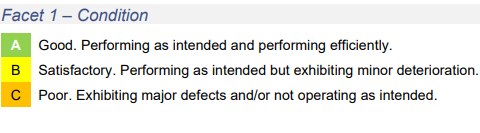 Facet 1 – Condition
A Good. Performing as intended and performing efficiently.
B Satisfactory. Performing as intended but exhibiting minor deterioration.
C Poor. Exhibiting major defects and/or not operating as intended.